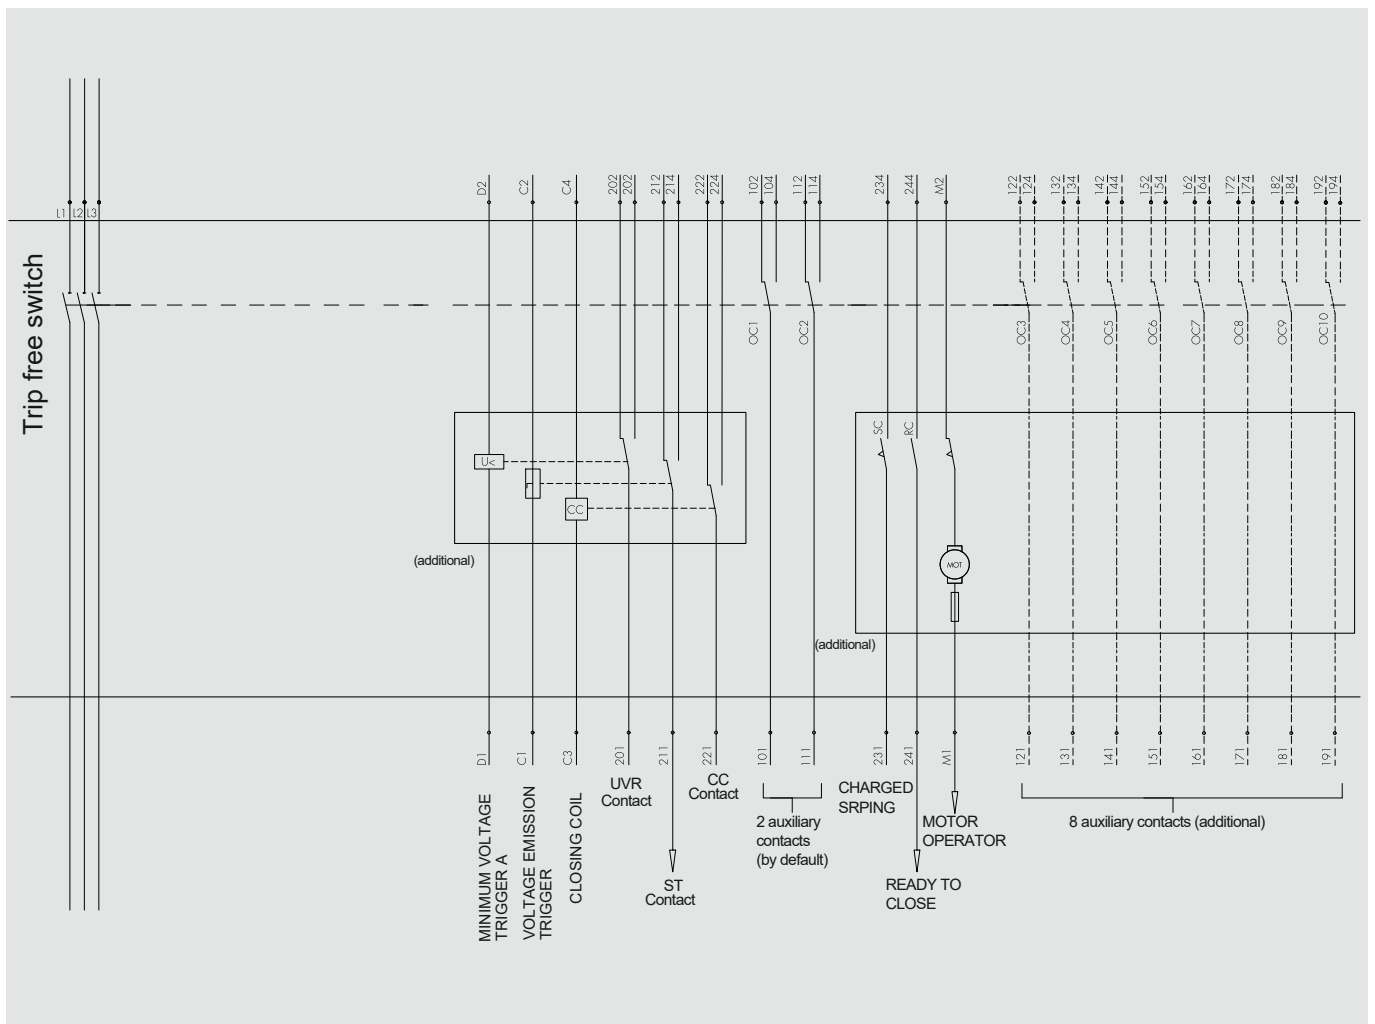 Trip free switch
L1 L2 L3
D2 C2 C4 202 202 212 214 222 224 102 104 112 114 234 244 M2 122 124 132 134 142 144 152 154 162 164 172 174 182 184 192 194
OC1 OC2 OC3 OC4 OC5 OC6 OC7 OC8 OC9 OC10
SC RC
U<
CC
MOT
(additional)
(additional)
D1 C1 C3 201 211 221 101 111 231 241 M1 121 131 141 151 161 171 181 191
MINIMUM VOLTAGE
TRIGGER A
VOLTAGE EMISSION
TRIGGER
CLOSING COIL
UVR
Contact
ST
Contact
CC
Contact
2 auxiliary
contacts
(by default)
CHARGED
SRPING
READY TO
CLOSE
MOTOR
OPERATOR
8 auxiliary contacts (additional)